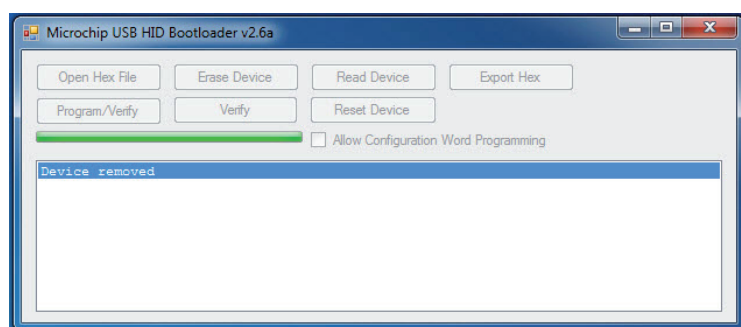 Microchip USB HID Bootloader v2.6a
Open Hex File Erase Device Read Device Export Hex
Program/Verify Verify Reset Device
Allow Configuration Word Programming
Device removed